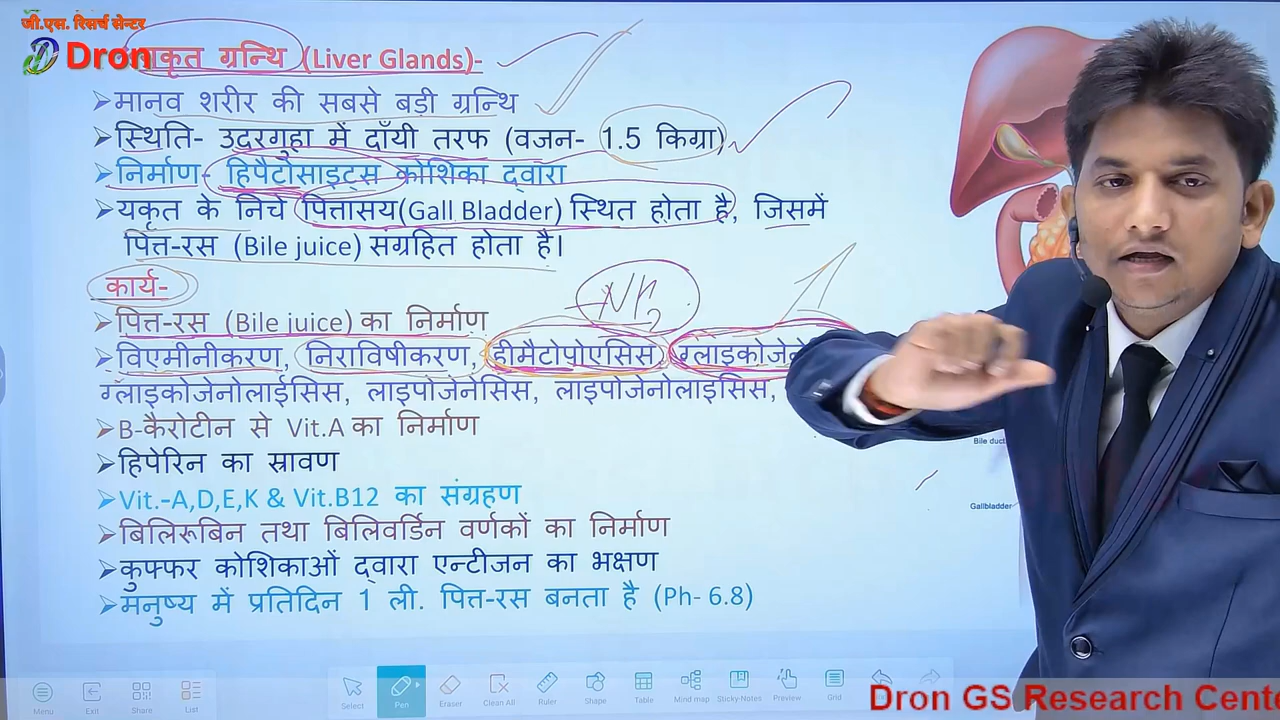 जी.एस. रिसर्च सेन्टर
Dron
यकृत ग्रन्थि (Liver Glands)-
➢मानव शरीर की सबसे बड़ी ग्रन्थि
➢स्थिति- उदरगुहा में दाँयी तरफ (वजन- 1.5 किग्रा)
➢निर्माण- हिपैटोसाइट्स कोशिका द्वारा
➢यकृत के निचे पित्तासय(Gall Bladder) स्थित होता है, जिसमें
पित्त-रस (Bile juice) संग्रहित होता है।
कार्य-
NH2
➢पित्त-रस (Bile juice) का निर्माण
➢विएमीनीकरण, निराविषीकरण, हीमैटोपोएसिस, ग्लाइकोजेने
ग्लाइकोजेनोलाईसिस, लाइपोजेनेसिस, लाइपोजेनोलाइसिस,
➢B-कैरोटीन से Vit.A का निर्माण
➢हिपेरिन का स्रावण
➢Vit.-A,D,E,K & Vit.B12 का संग्रहण
➢बिलिरूबिन तथा बिलिवर्डिन वर्णकों का निर्माण
➢कुफ्फर कोशिकाओं द्वारा एन्टीजन का भक्षण
➢मनुष्य में प्रतिदिन 1 ली. पित्त-रस बनता है (Ph- 6.8)
Bile duct
Gallbladder
Menu Exit Share List Select Pen Eraser Clean All Ruler Shape Table Mind map Sticky-Notes Preview Grid
Dron GS Research Cente